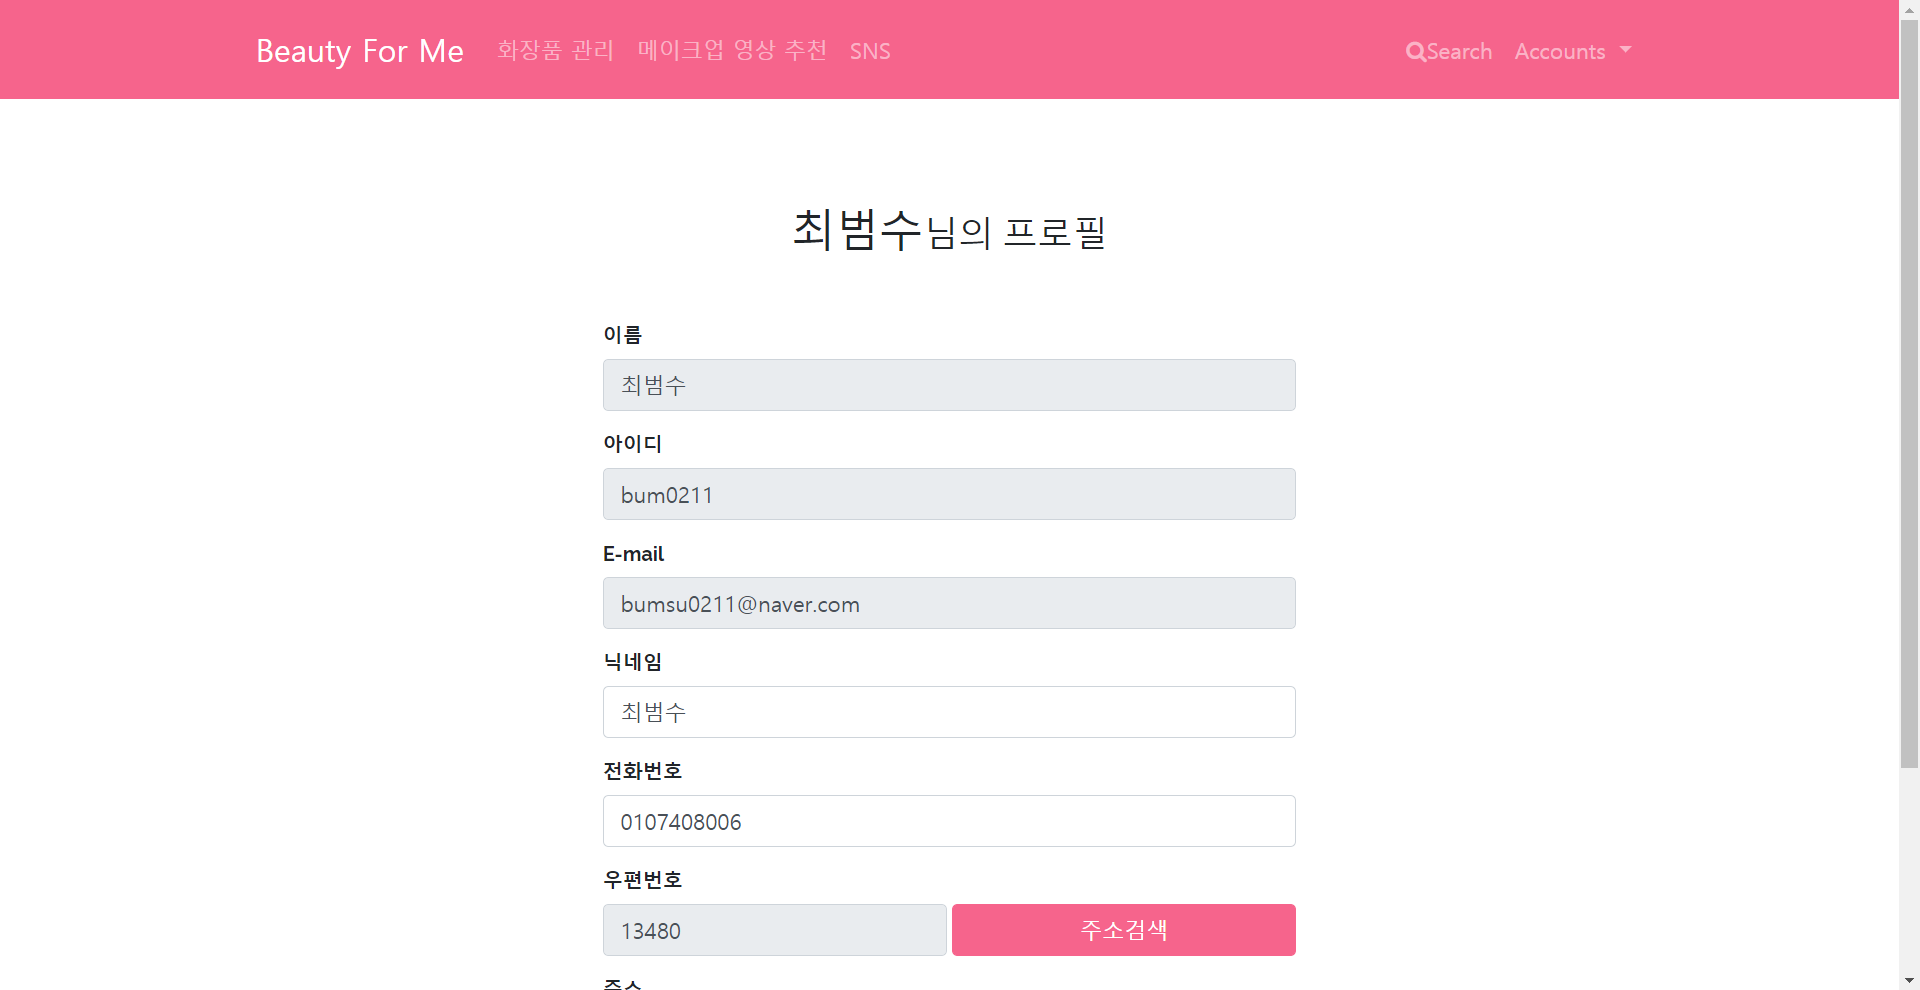 Beauty For Me 화장품 관리 메이크업 영상 추천 SNS Search Accounts
최범수님의 프로필
이름
최범수
아이디
bum0211
E-mail
bumsu0211@naver.com
닉네임
최범수
전화번호
0107408006
우편번호
13480 주소검색